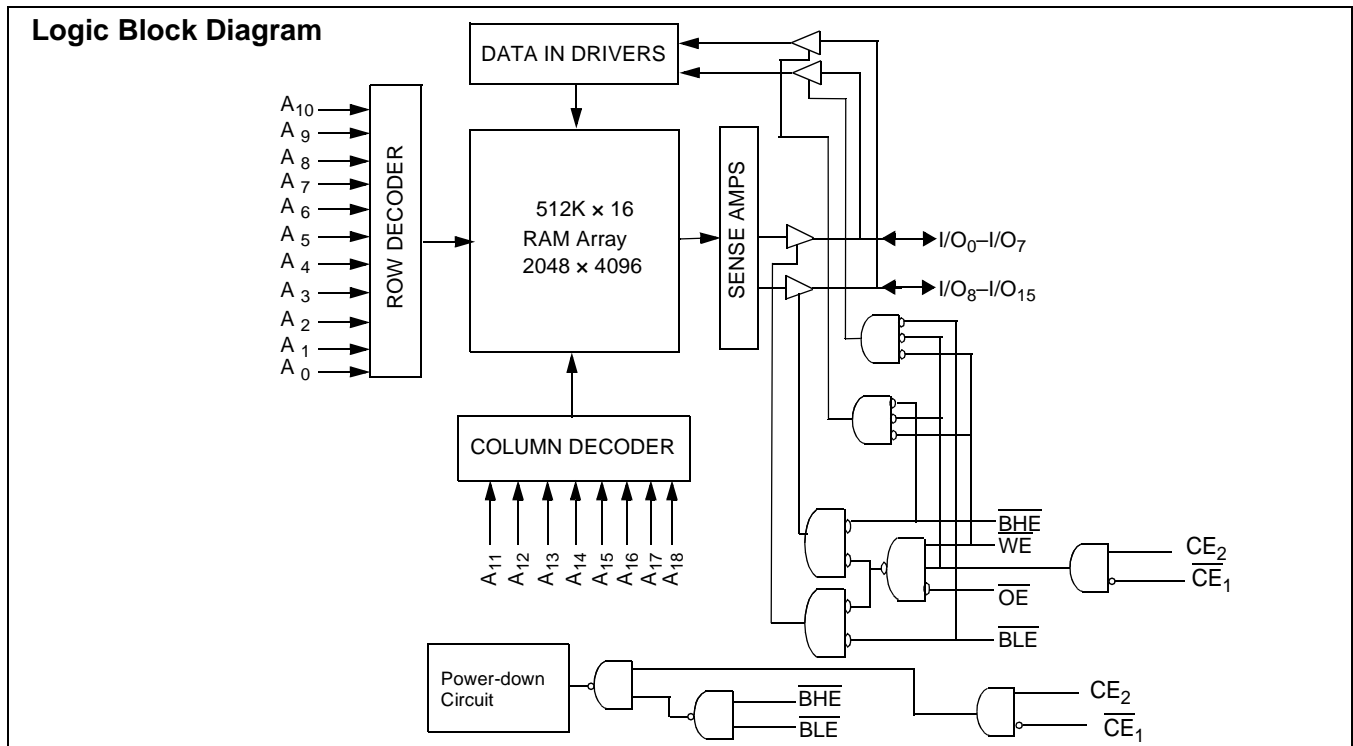 Logic Block Diagram
DATA IN DRIVERS
A10
A9
A8
A7
A6
A5
A4
A3
A2
A1
A0
ROW DECODER
512K × 16
RAM Array
2048 × 4096
SENSE AMPS
I/O0–I/O7
I/O8–I/O15
COLUMN DECODER
A11
A12
A13
A14
A15
A16
A17
A18
BHE
WE
CE2
CE1
OE
BLE
Power-down
Circuit
BHE
BLE
CE2
CE1